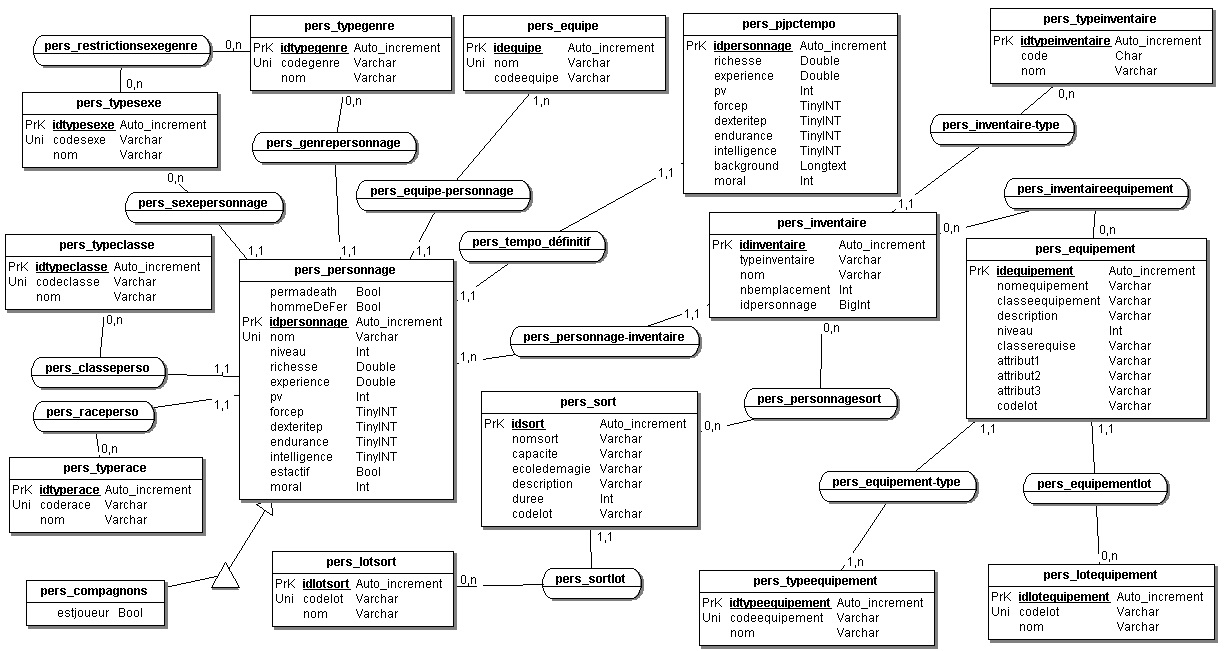 pers_restrictionsexegenre
0,n
0,n
pers_typegenre
PrK idtypegenre Auto_increment
Uni codegenre Varchar
nom Varchar
0,n
pers_equipe
PrK idequipe Auto_increment
Uni nom Varchar
codeequipe Varchar
1,n
pers_pjpctempo
PrK idpersonnage Auto_increment
richesse Double
experience Double
pv Int
forcep TinyINT
dexteritep TinyINT
endurance TinyINT
intelligence TinyINT
background Longtext
moral Int
1,1
pers_typeinventaire
PrK idtypeinventaire Auto_increment
code Char
nom Varchar
0,n
pers_typesexe
PrK idtypesexe Auto_increment
Uni codesexe Varchar
nom Varchar
0,n
pers_genrepersonnage
pers_inventaire-type
pers_equipe-personnage
pers_sexepersonnage
pers_inventaireequipement
pers_tempo_définitif
1,1
1,1
1,1
1,1
1,1
0,n
0,n
pers_typeclasse
PrK idtypeclasse Auto_increment
Uni codeclasse Varchar
nom Varchar
0,n
pers_personnage
permadeath Bool
hommeDeFer Bool
PrK idpersonnage Auto_increment
Uni nom Varchar
niveau Int
richesse Double
experience Double
pv Int
forcep TinyINT
dexteritep TinyINT
endurance TinyINT
intelligence TinyINT
estactif Bool
moral Int
1,1
pers_inventaire
PrK idinventaire Auto_increment
typeinventaire Varchar
nom Varchar
nbemplacement Int
idpersonnage BigInt
1,1
0,n
pers_equipement
PrK idequipement Auto_increment
nomequipement Varchar
classeequipement Varchar
description Varchar
niveau Int
classerequise Varchar
attribut1 Varchar
attribut2 Varchar
attribut3 Varchar
codelot Varchar
1,1
1,1
pers_personnage-inventaire
1,n
pers_classeperso
1,1
pers_raceperso
1,1
0,n
pers_personnagesort
0,n
pers_sort
PrK idsort Auto_increment
nomsort Varchar
capacite Varchar
ecoledemagie Varchar
description Varchar
duree Int
codelot Varchar
1,1
pers_typerace
PrK idtyperace Auto_increment
Uni coderace Varchar
nom Varchar
pers_equipement-type
1,n
pers_equipementlot
0,n
pers_lotsort
PrK idlotsort Auto_increment
Uni codelot Varchar
nom Varchar
0,n
pers_sortlot
pers_compagnons
estjoueur Bool
pers_typeequipement
PrK idtypeequipement Auto_increment
Uni codeequipement Varchar
nom Varchar
pers_lotequipement
PrK idlotequipement Auto_increment
Uni codelot Varchar
nom Varchar